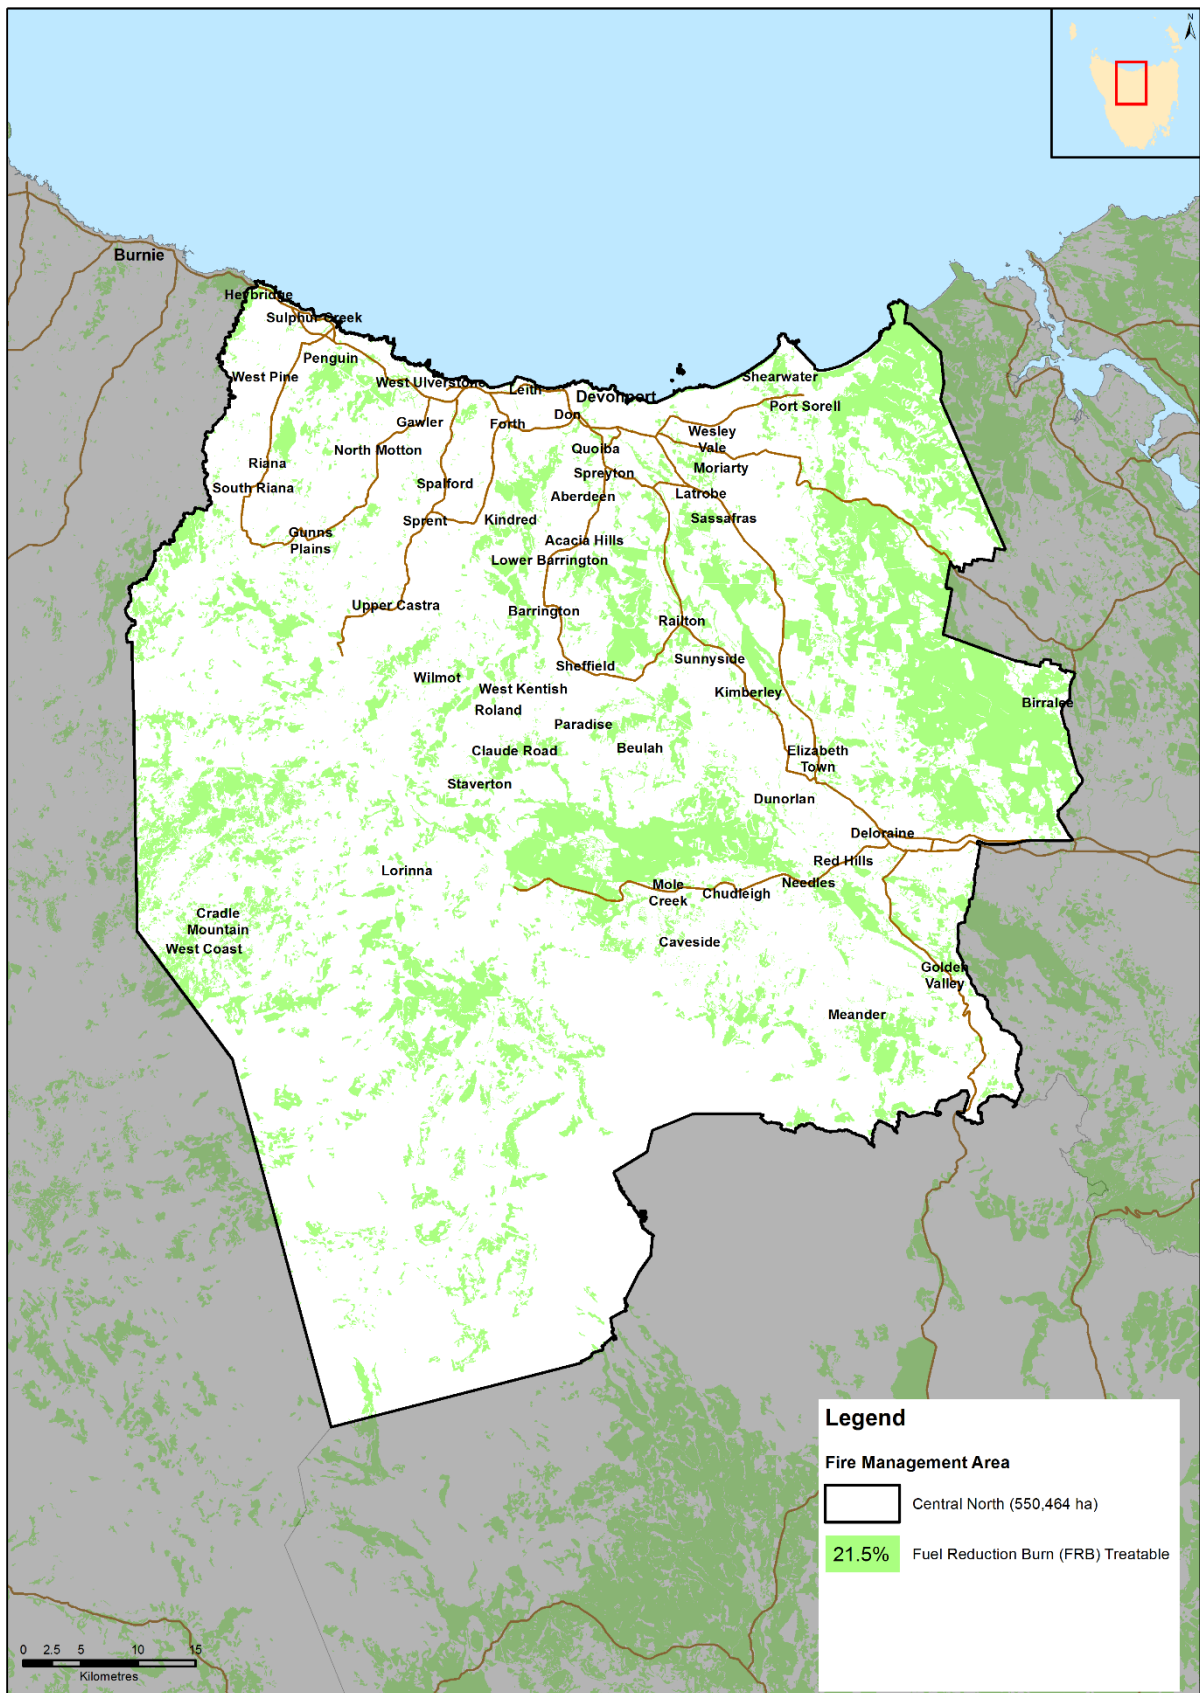 N
Burnie
Heybridge
Sulphur Creek
Penguin
West Pine
West Ulverstone
Leith
Devonport
Shearwater
Port Sorell
Don
Gawler
Forth
Wesley
Vale
Quoiba
North Motton
Riana
Moriarty
Spreyton
South Riana
Spalford
Aberdeen
Latrobe
Sprent
Kindred
Sassafras
Gunns
Plains
Acacia Hills
Lower Barrington
Upper Castra
Barrington
Railton
Sunnyside
Sheffield
Wilmot
West Kentish
Kimberley
Birralee
Roland
Paradise
Claude Road
Beulah
Elizabeth
Town
Staverton
Dunorlan
Deloraine
Red Hills
Lorinna
Mole
Creek
Chudleigh
Needles
Cradle
Mountain
West Coast
Caveside
Golden
Valley
Meander
Legend
Fire Management Area
Central North (550,464 ha)
21.5% Fuel Reduction Burn (FRB) Treatable
0 2.5 5 10 15
Kilometres